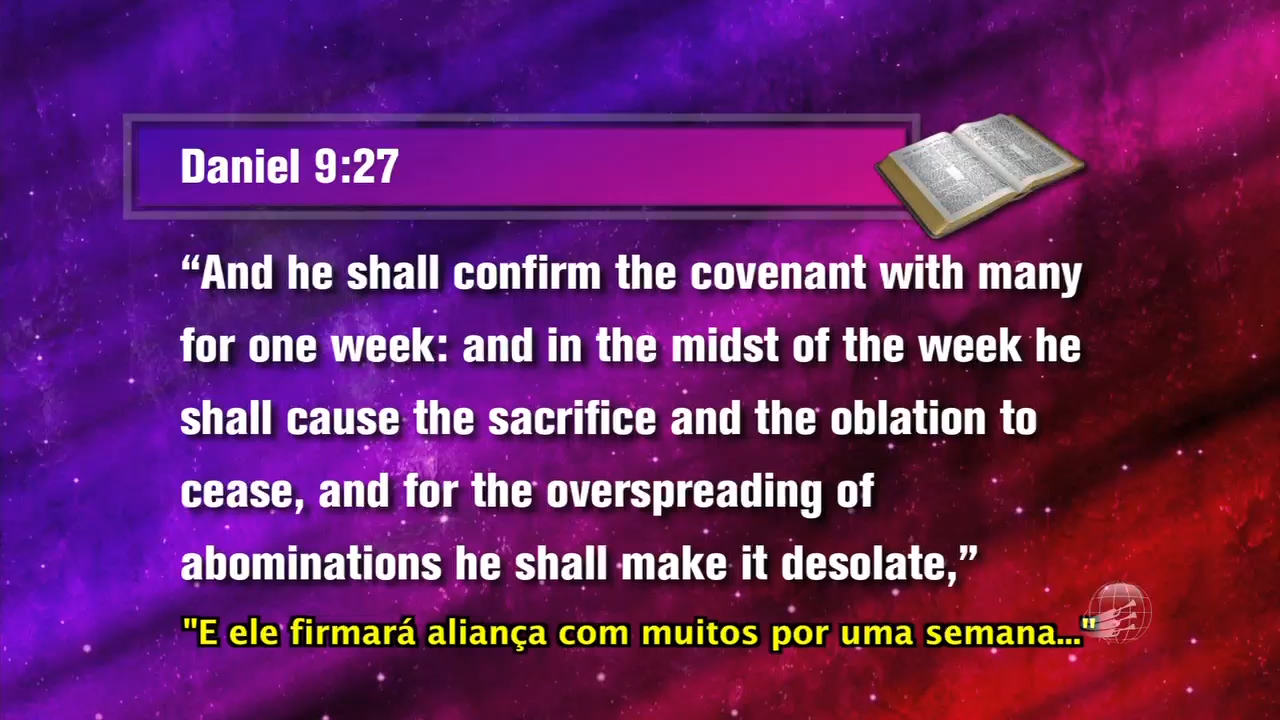 Daniel 9:27
“And he shall confirm the covenant with many
for one week: and in the midst of the week he
shall cause the sacrifice and the oblation to
cease, and for the overspreading of
abominations he shall make it desolate,”
"E ele firmará aliança com muitos por uma semana..."